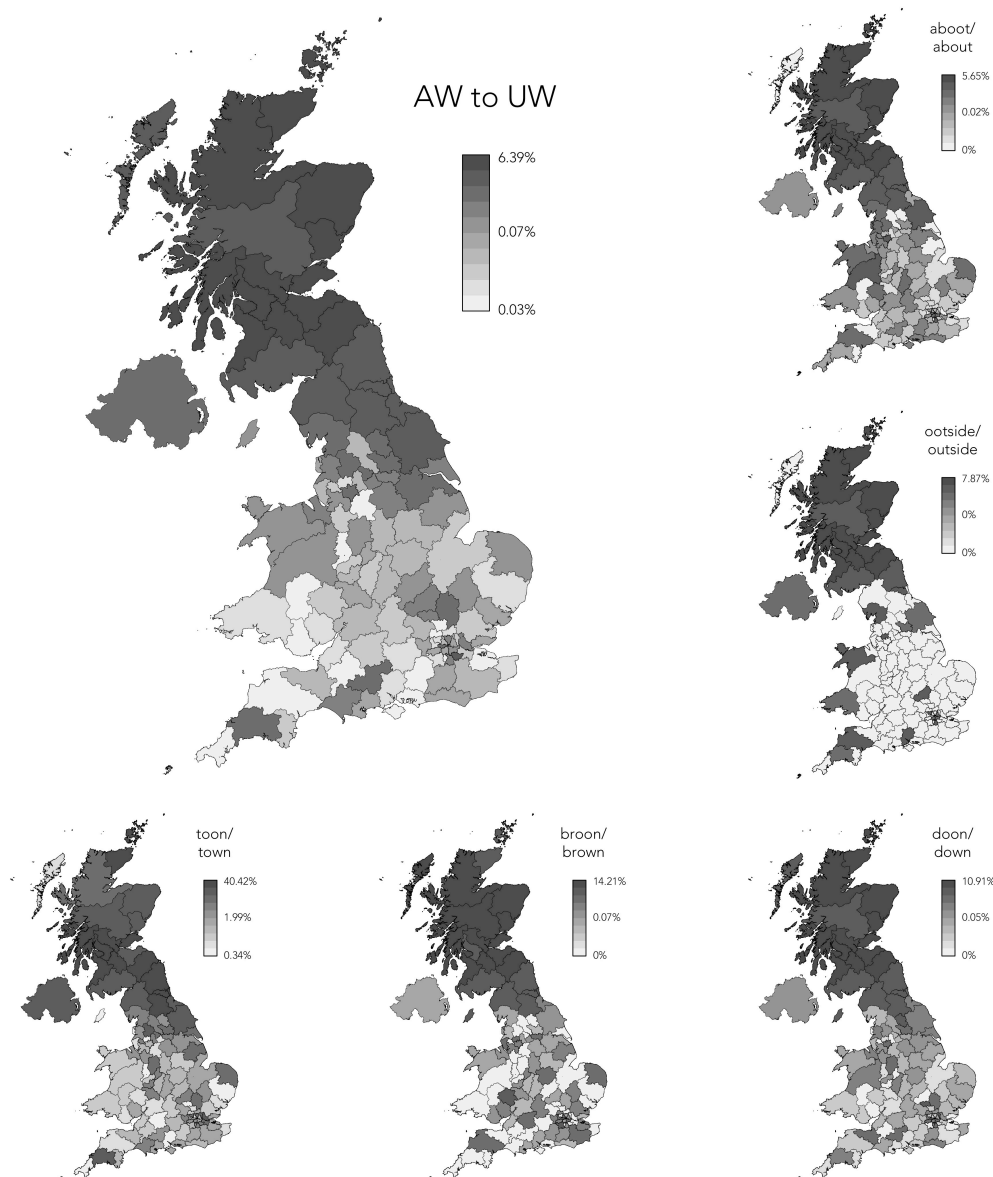 AW to UW
6.39%
0.07%
0.03%
aboot/
about
5.65%
0.02%
0%
ootside/
outside
7.87%
0%
0%
toon/
town
40.42%
1.99%
0.34%
broon/
brown
14.21%
0.07%
0%
doon/
down
10.91%
0.05%
0%